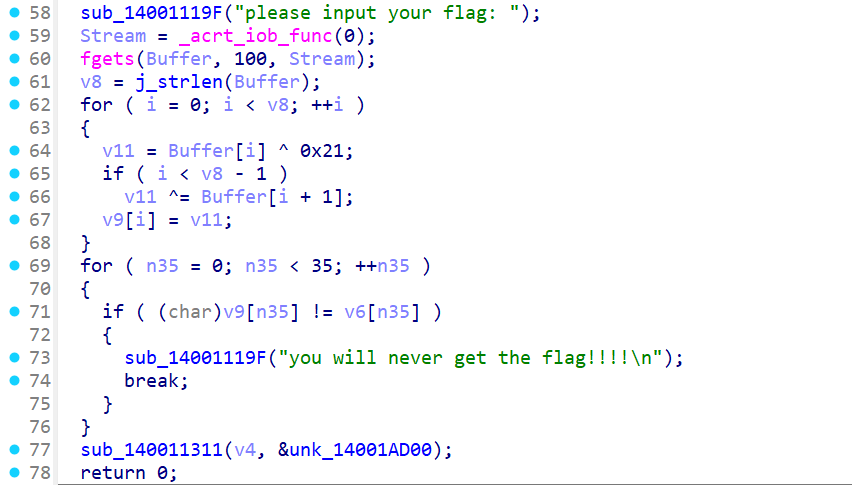 58 sub_14001119F("please input your flag: ");
59 Stream = _acrt_iob_func(0);
60 fgets(Buffer, 100, Stream);
61 v8 = j_strlen(Buffer);
62 for ( i = 0; i < v8; ++i )
63 {
64 v11 = Buffer[i] ^ 0x21;
65 if ( i < v8 - 1 )
66 v11 ^= Buffer[i + 1];
67 v9[i] = v11;
68 }
69 for ( n35 = 0; n35 < 35; ++n35 )
70 {
71 if ( (char)v9[n35] != v6[n35] )
72 {
73 sub_14001119F("you will never get the flag!!!!\n");
74 break;
75 }
76 }
77 sub_140011311(v4, &unk_14001AD00);
78 return 0;